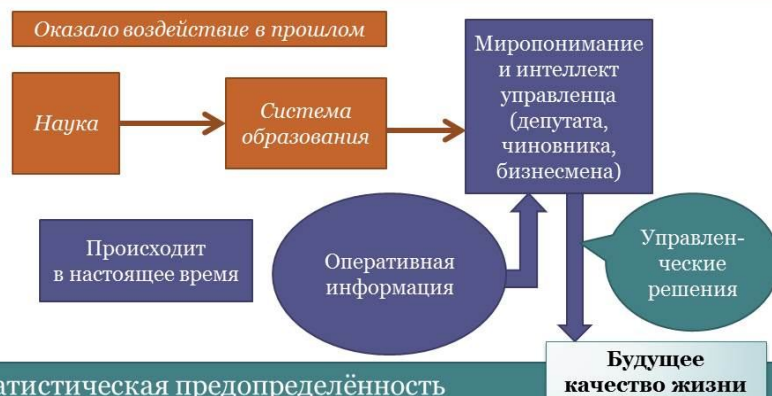 Оказало воздействие в прошлом
Миропонимание
и интеллект
управленца
(депутата,
чиновника,
бизнесмена)
Наука
Система
образования
Происходит
в настоящее время
Оперативная
информация
Управлен-
ческие
решения
Будущее
качество жизни
предопределённость